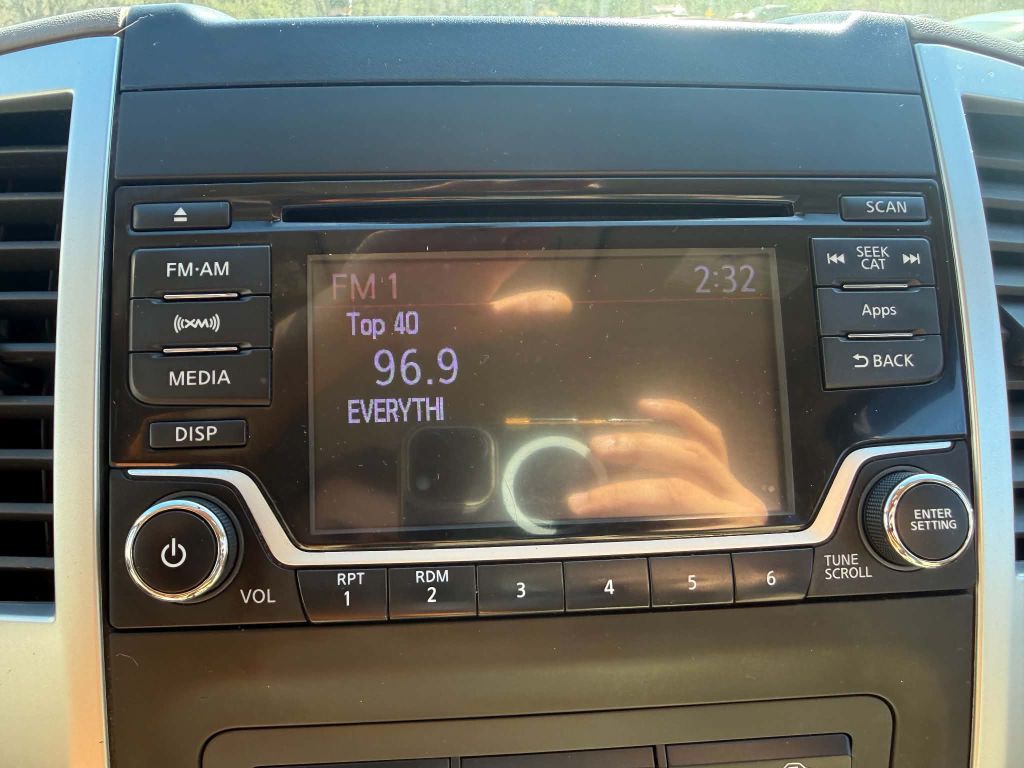 SCAN
FM·AM
SEEK
CAT
FM 1
2:32
XM
Apps
Top 40
96.9
MEDIA
BACK
EVERYTHI
DISP
ENTER
SETTING
VOL
RPT
1
RDM
2
3
4
5
6
TUNE
SCROLL